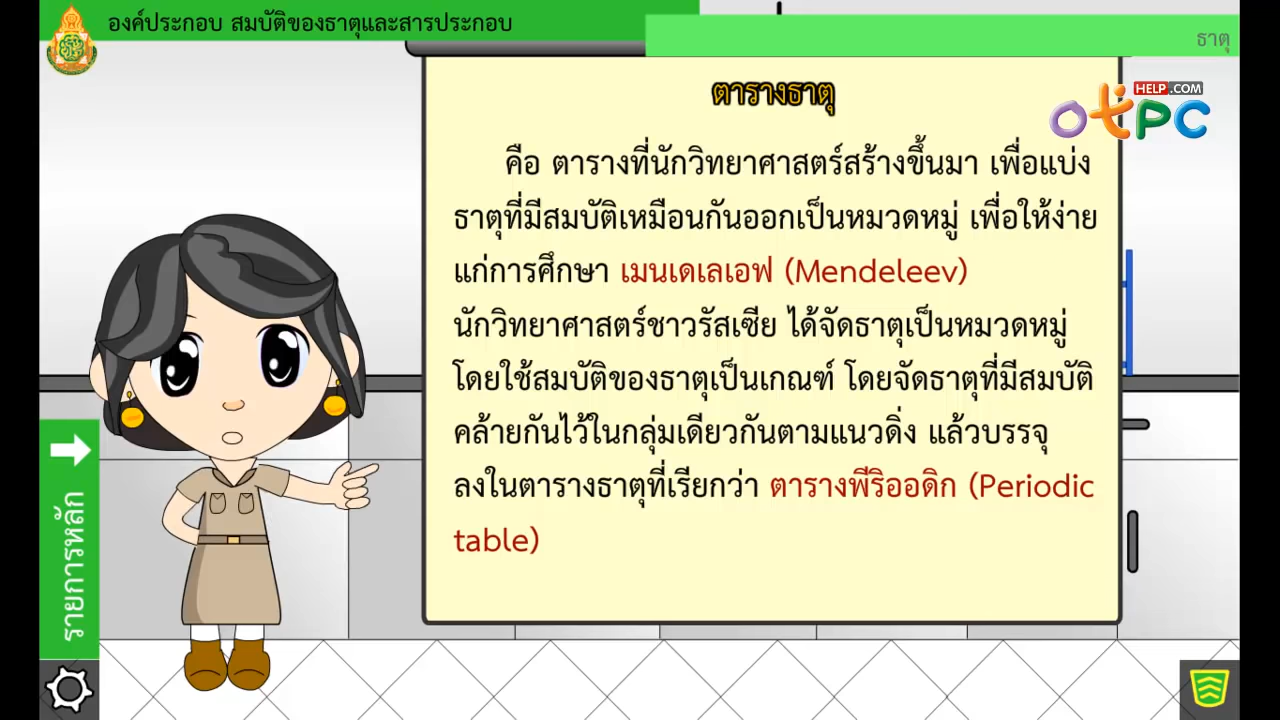 องค์ประกอบ สมบัติของธาตุและสารประกอบ
ธาตุ
HELP.COM
otPC
ตารางธาตุ
คือ ตารางที่นักวิทยาศาสตร์สร้างขึ้นมา เพื่อแบ่ง
ธาตุที่มีสมบัติเหมือนกันออกเป็นหมวดหมู่ เพื่อให้ง่าย
แก่การศึกษา เมนเดเลเอฟ (Mendeleev)
นักวิทยาศาสตร์ชาวรัสเซีย ได้จัดธาตุเป็นหมวดหมู่
โดยใช้สมบัติของธาตุเป็นเกณฑ์ โดยจัดธาตุที่มีสมบัติ
คล้ายกันไว้ในกลุ่มเดียวกันตามแนวดิ่ง แล้วบรรจุ
ลงในตารางธาตุที่เรียกว่า ตารางพีริออดิก (Periodic
table)
รายการหลัก